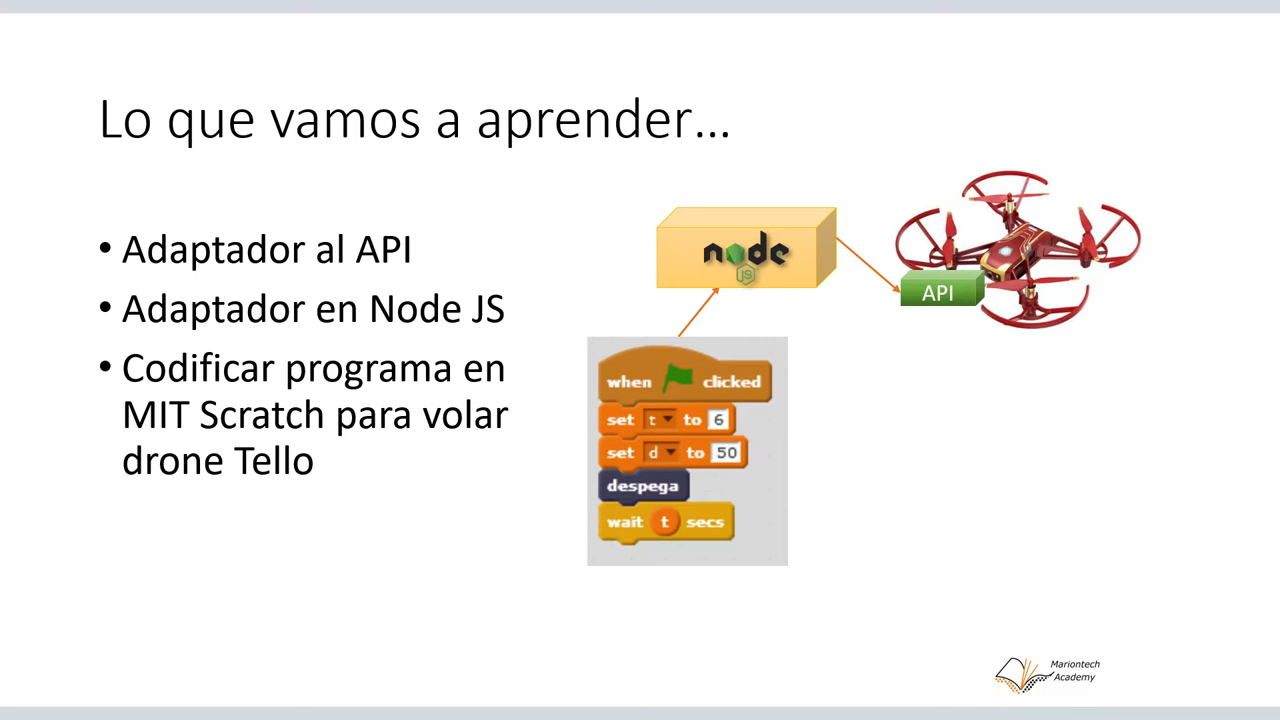 Lo que vamos a aprender...
• Adaptador al API
• Adaptador en Node JS
• Codificar programa en
MIT Scratch para volar
drone Tello
node
JS
API
when clicked
set t to 6
set d to 50
despega
wait t secs
Mariontech
Academy